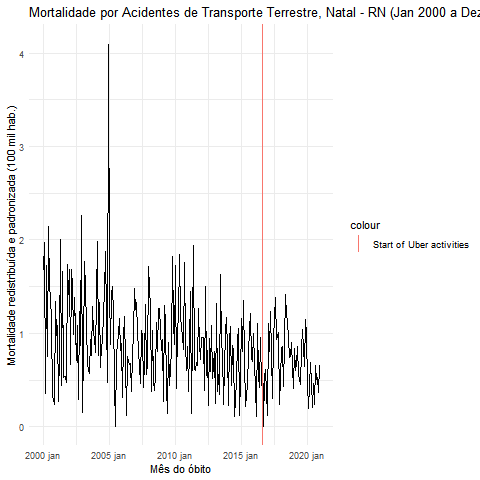 Mortalidade por Acidentes de Transporte Terrestre, Natal - RN (Jan 2000 a Dez
Mortalidade redistribuída e padronizada (100 mil hab.)
4
3
2
1
0
2000 jan
2005 jan
2010 jan
2015 jan
2020 jan
Mês do óbito
colour
Start of Uber activities